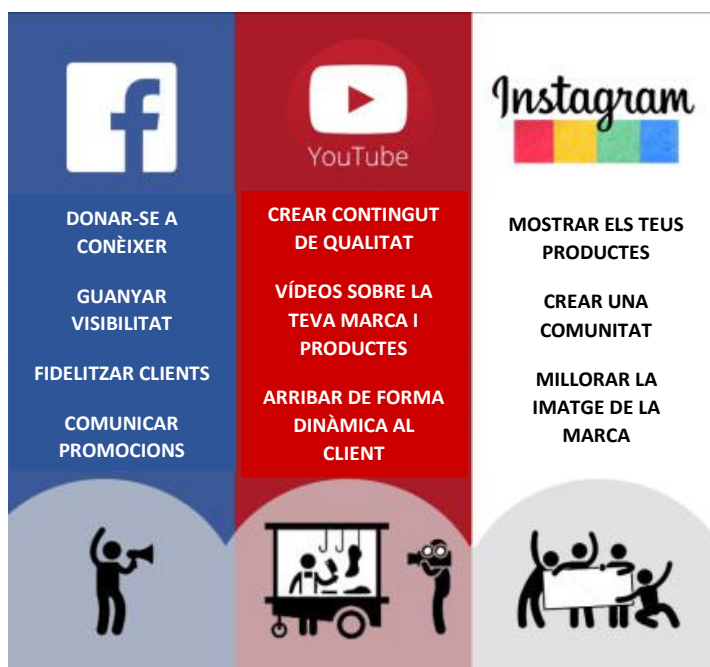 f
YouTube
Instagram
DONAR-SE A
CONÈIXER
GUANYAR
VISIBILITAT
FIDELITZAR CLIENTS
COMUNICAR
PROMOCIONS
CREAR CONTINGUT
DE QUALITAT
VÍDEOS SOBRE LA
TEVA MARCA I
PRODUCTES
ARRIBAR DE FORMA
DINÀMICA AL
CLIENT
MOSTRAR ELS TEUS
PRODUCTES
CREAR UNA
COMUNITAT
MILLORAR LA
IMATGE DE LA
MARCA